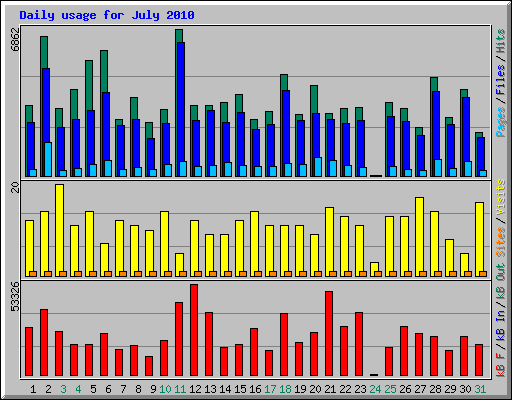 Daily usage for July 2010
6862
Pages / Files / Hits
20
Sites / Visits
53326
kB F / kB In / kB Out
1 2 3 4 5 6 7 8 9 10 11 12 13 14 15 16 17 18 19 20 21 22 23 24 25 26 27 28 29 30 31